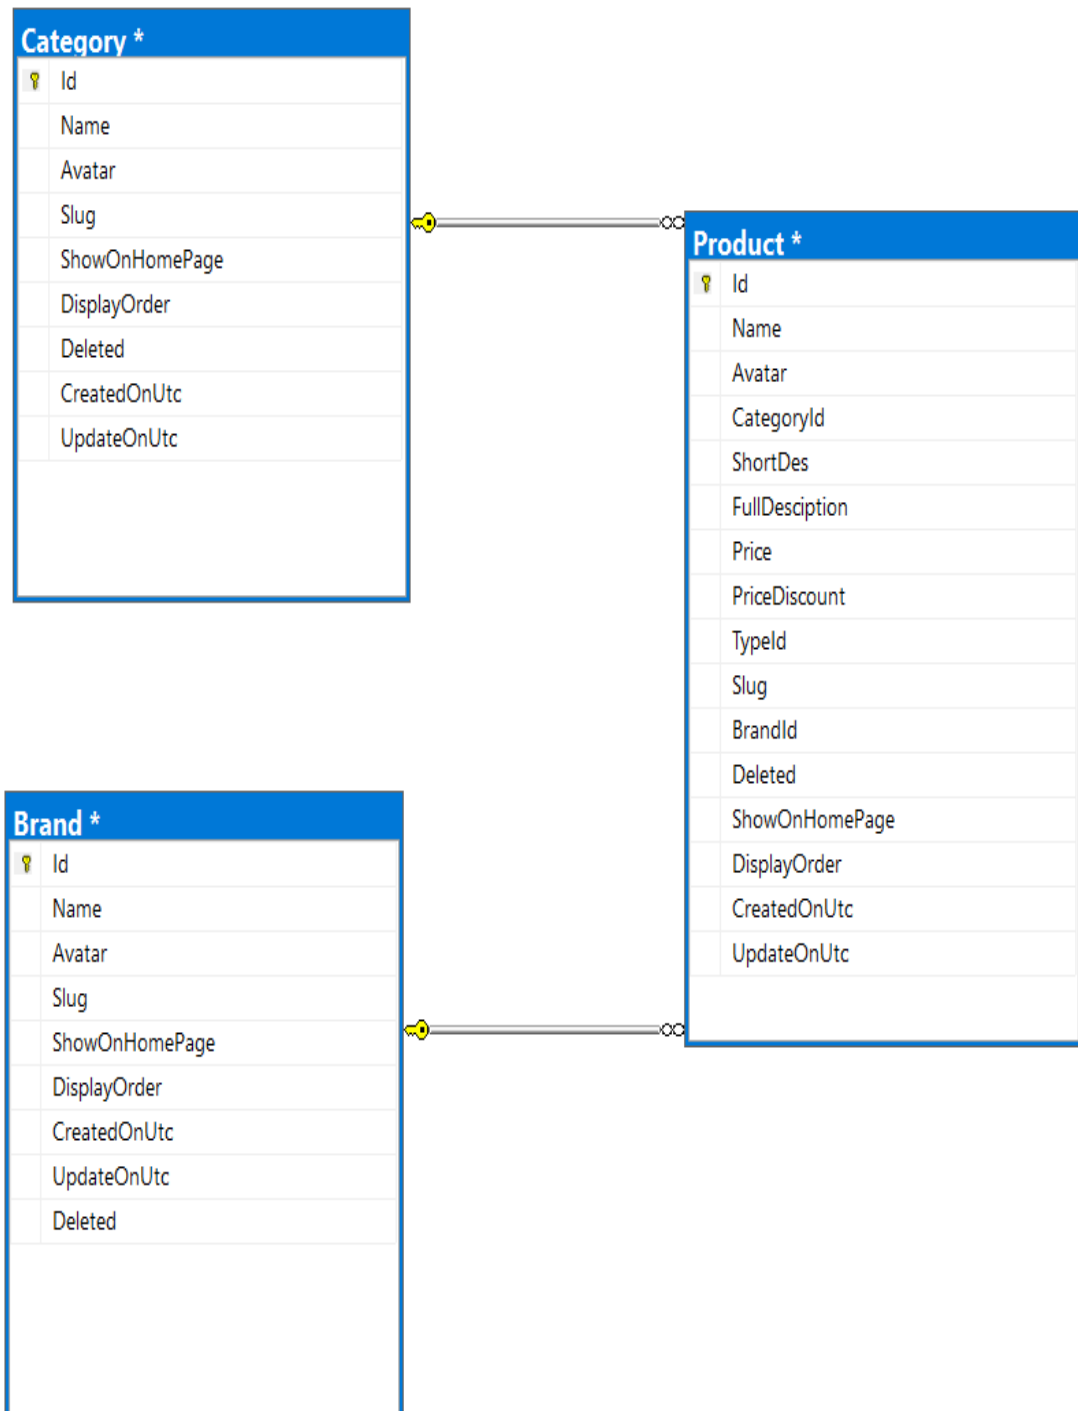 Category *
Id
Name
Avatar
Slug
ShowOnHomePage
DisplayOrder
Deleted
CreatedOnUtc
UpdateOnUtc
Product *
Id
Name
Avatar
CategoryId
ShortDes
FullDesciption
Price
PriceDiscount
TypeId
Slug
BrandId
Deleted
ShowOnHomePage
DisplayOrder
CreatedOnUtc
UpdateOnUtc
Brand *
Id
Name
Avatar
Slug
ShowOnHomePage
DisplayOrder
CreatedOnUtc
UpdateOnUtc
Deleted